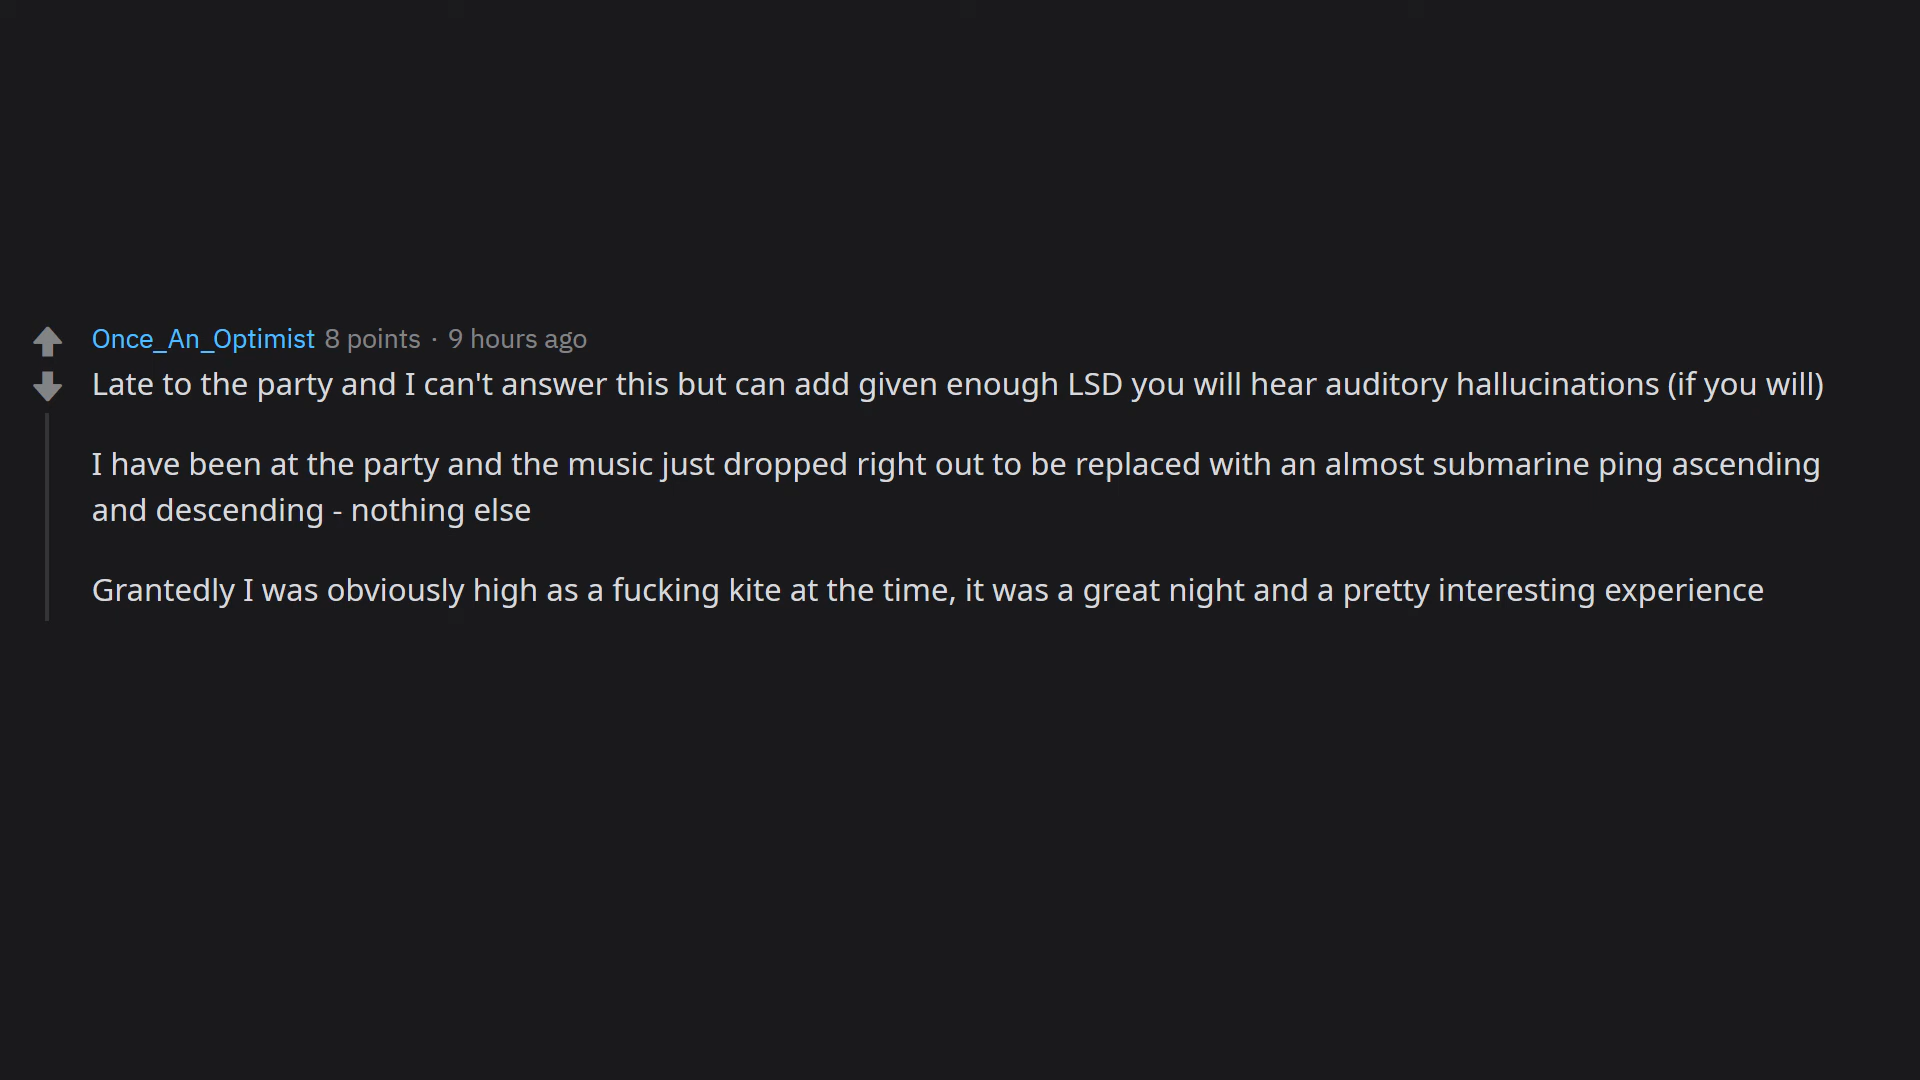 Once_An_Optimist 8 points · 9 hours ago
Late to the party and I can't answer this but can add given enough LSD you will hear auditory hallucinations (if you will)
I have been at the party and the music just dropped right out to be replaced with an almost submarine ping ascending
and descending - nothing else
Grantedly I was obviously high as a fucking kite at the time, it was a great night and a pretty interesting experience